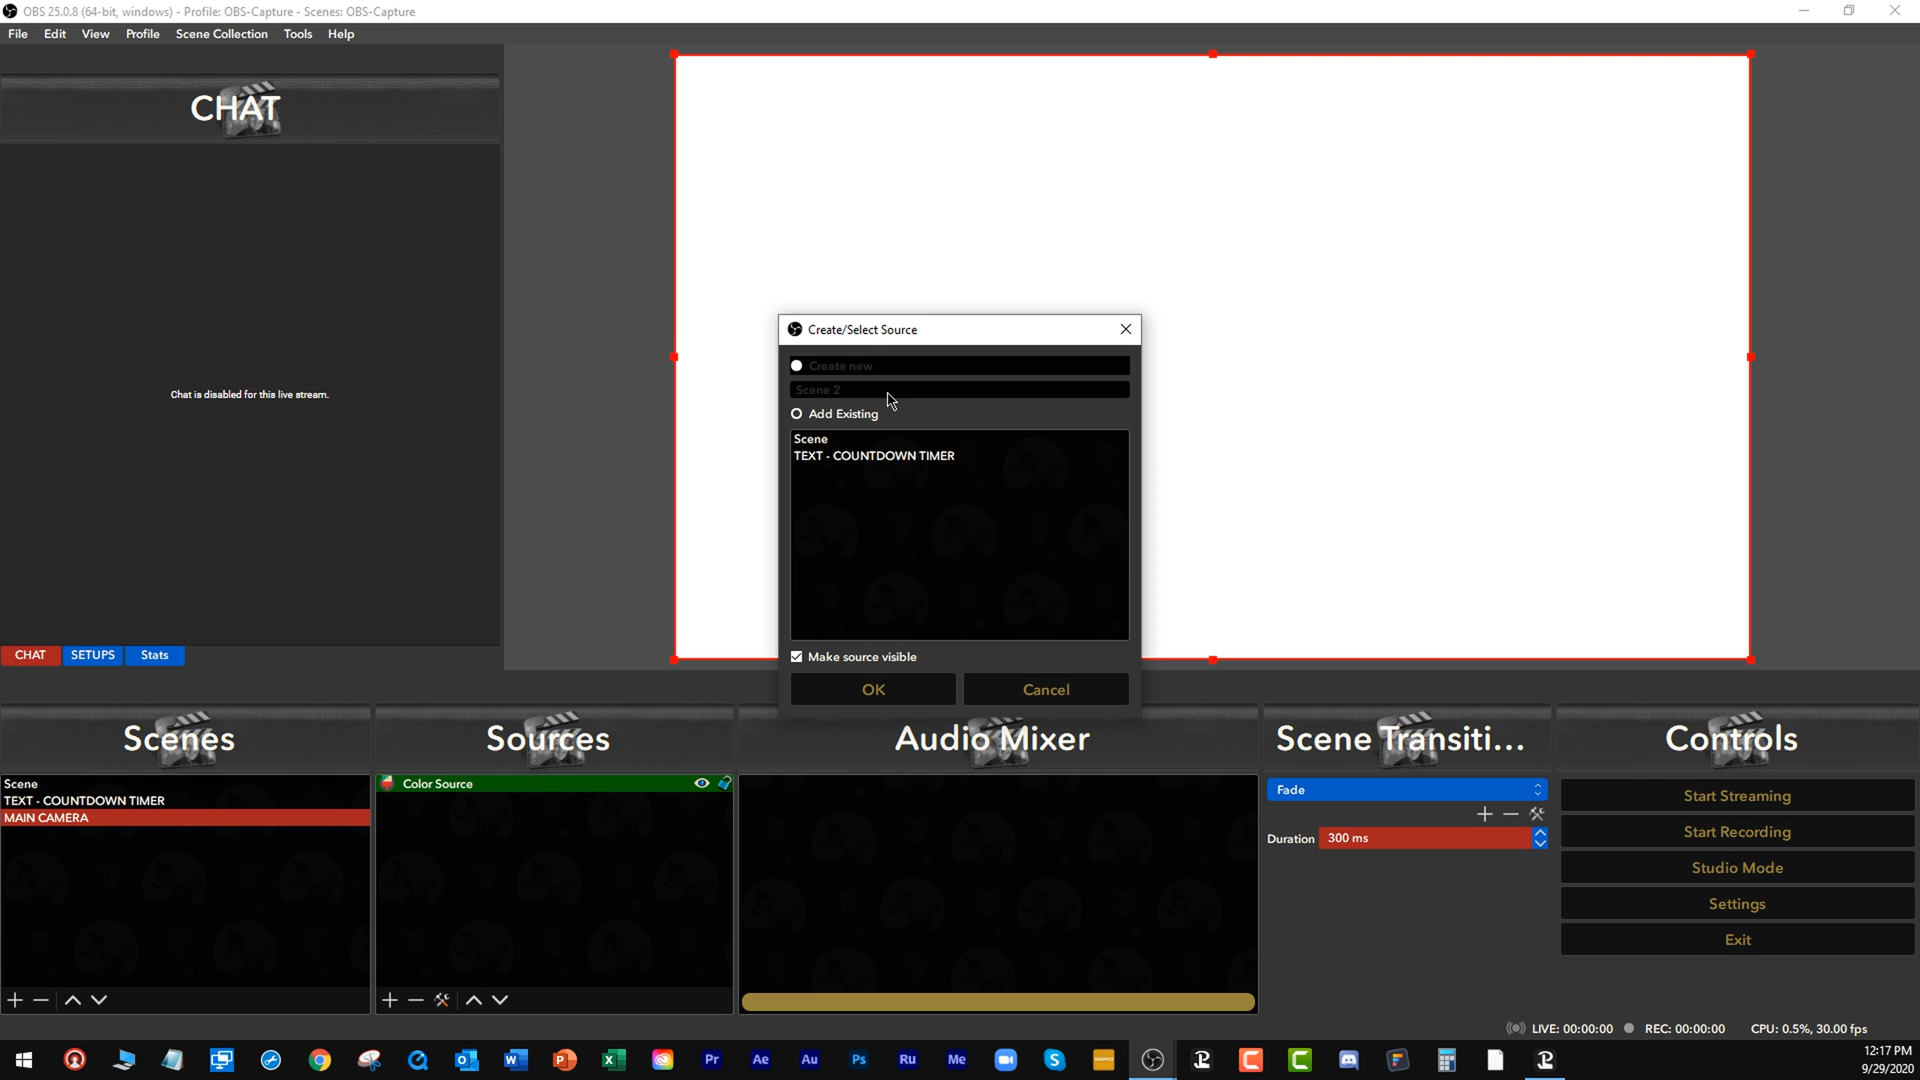 OBS 25.0.8 (64-bit, windows) - Profile: OBS-Capture - Scenes: OBS-Capture
File Edit View Profile Scene Collection Tools Help
CHAT
Chat is disabled for this live stream.
CHAT SETUPS Stats
Create/Select Source
Create new
Scene 2
Add Existing
Scene
TEXT - COUNTDOWN TIMER
Make source visible
OK Cancel
Scenes
Scene
TEXT - COUNTDOWN TIMER
MAIN CAMERA
Sources
Color Source
Audio Mixer
Scene Transiti...
Fade
Duration 300 ms
Controls
Start Streaming
Start Recording
Studio Mode
Settings
Exit
LIVE: 00:00:00 REC: 00:00:00 CPU: 0.5%, 30.00 fps
Pr Ae Au Ps Ru Me
12:17 PM
9/29/2020